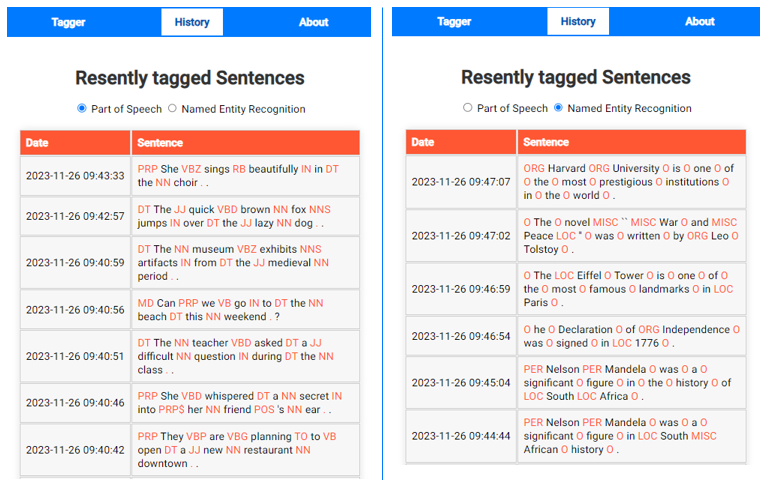 Tagger History About
Resently tagged Sentences
Part of Speech Named Entity Recognition
Date Sentence
2023-11-26 09:43:33 PRP She VBZ sings RB beautifully IN in DT
the NN choir . .
2023-11-26 09:42:57 DT The JJ quick VBD brown NN fox NNS
jumps IN over DT the JJ lazy NN dog . .
2023-11-26 09:40:59 DT The NN museum VBZ exhibits NNS
artifacts IN from DT the JJ medieval NN
period . .
2023-11-26 09:40:56 MD Can PRP we VB go IN to DT the NN
beach DT this NN weekend . ?
2023-11-26 09:40:51 DT The NN teacher VBD asked DT a JJ
difficult NN question IN during DT the NN
class . .
2023-11-26 09:40:46 PRP She VBD whispered DT a NN secret IN
into PRP$ her NN friend POS 's NN ear . .
2023-11-26 09:40:42 PRP They VBP are VBG planning TO to VB
open DT a JJ new NN restaurant NN
downtown . .
Tagger History About
Resently tagged Sentences
Part of Speech Named Entity Recognition
Date Sentence
2023-11-26 09:47:07 ORG Harvard ORG University O is O one O of
O the O most O prestigious O institutions O
in O the O world O .
2023-11-26 09:47:02 O The O novel MISC `` MISC War O and MISC
Peace LOC '' O was O written O by ORG Leo O
Tolstoy O .
2023-11-26 09:46:59 O The LOC Eiffel O Tower O is O one O of O
the O most O famous O landmarks O in LOC
Paris O .
2023-11-26 09:46:54 O he O Declaration O of ORG Independence O
was O signed O in LOC 1776 O .
2023-11-26 09:45:04 PER Nelson PER Mandela O was O a O
significant O figure O in O the O history O of
LOC South LOC Africa O .
2023-11-26 09:44:44 PER Nelson PER Mandela O was O a O
significant O figure O in LOC South MISC
African O history O .